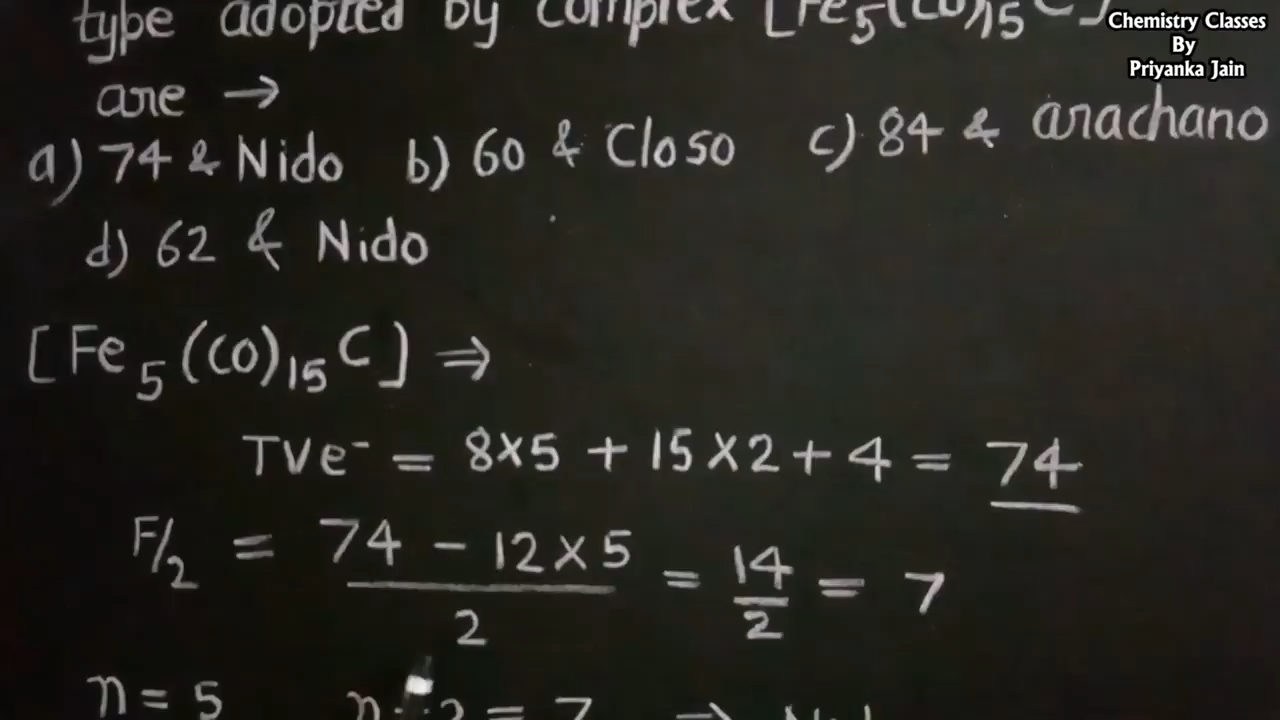 type adopted by complex [Fe5(CO)15C]
Chemistry Classes
By
Priyanka Jain
are →
a) 74 & Nido b) 60 & Closo c) 84 & arachano
d) 62 & Nido
[Fe5(CO)15C] ⇒
TVe⁻ = 8×5 + 15×2 + 4 = 74
F/2 = (74 − 12×5)/2 = 14/2 = 7
n = 5 2 = 7 ⇒